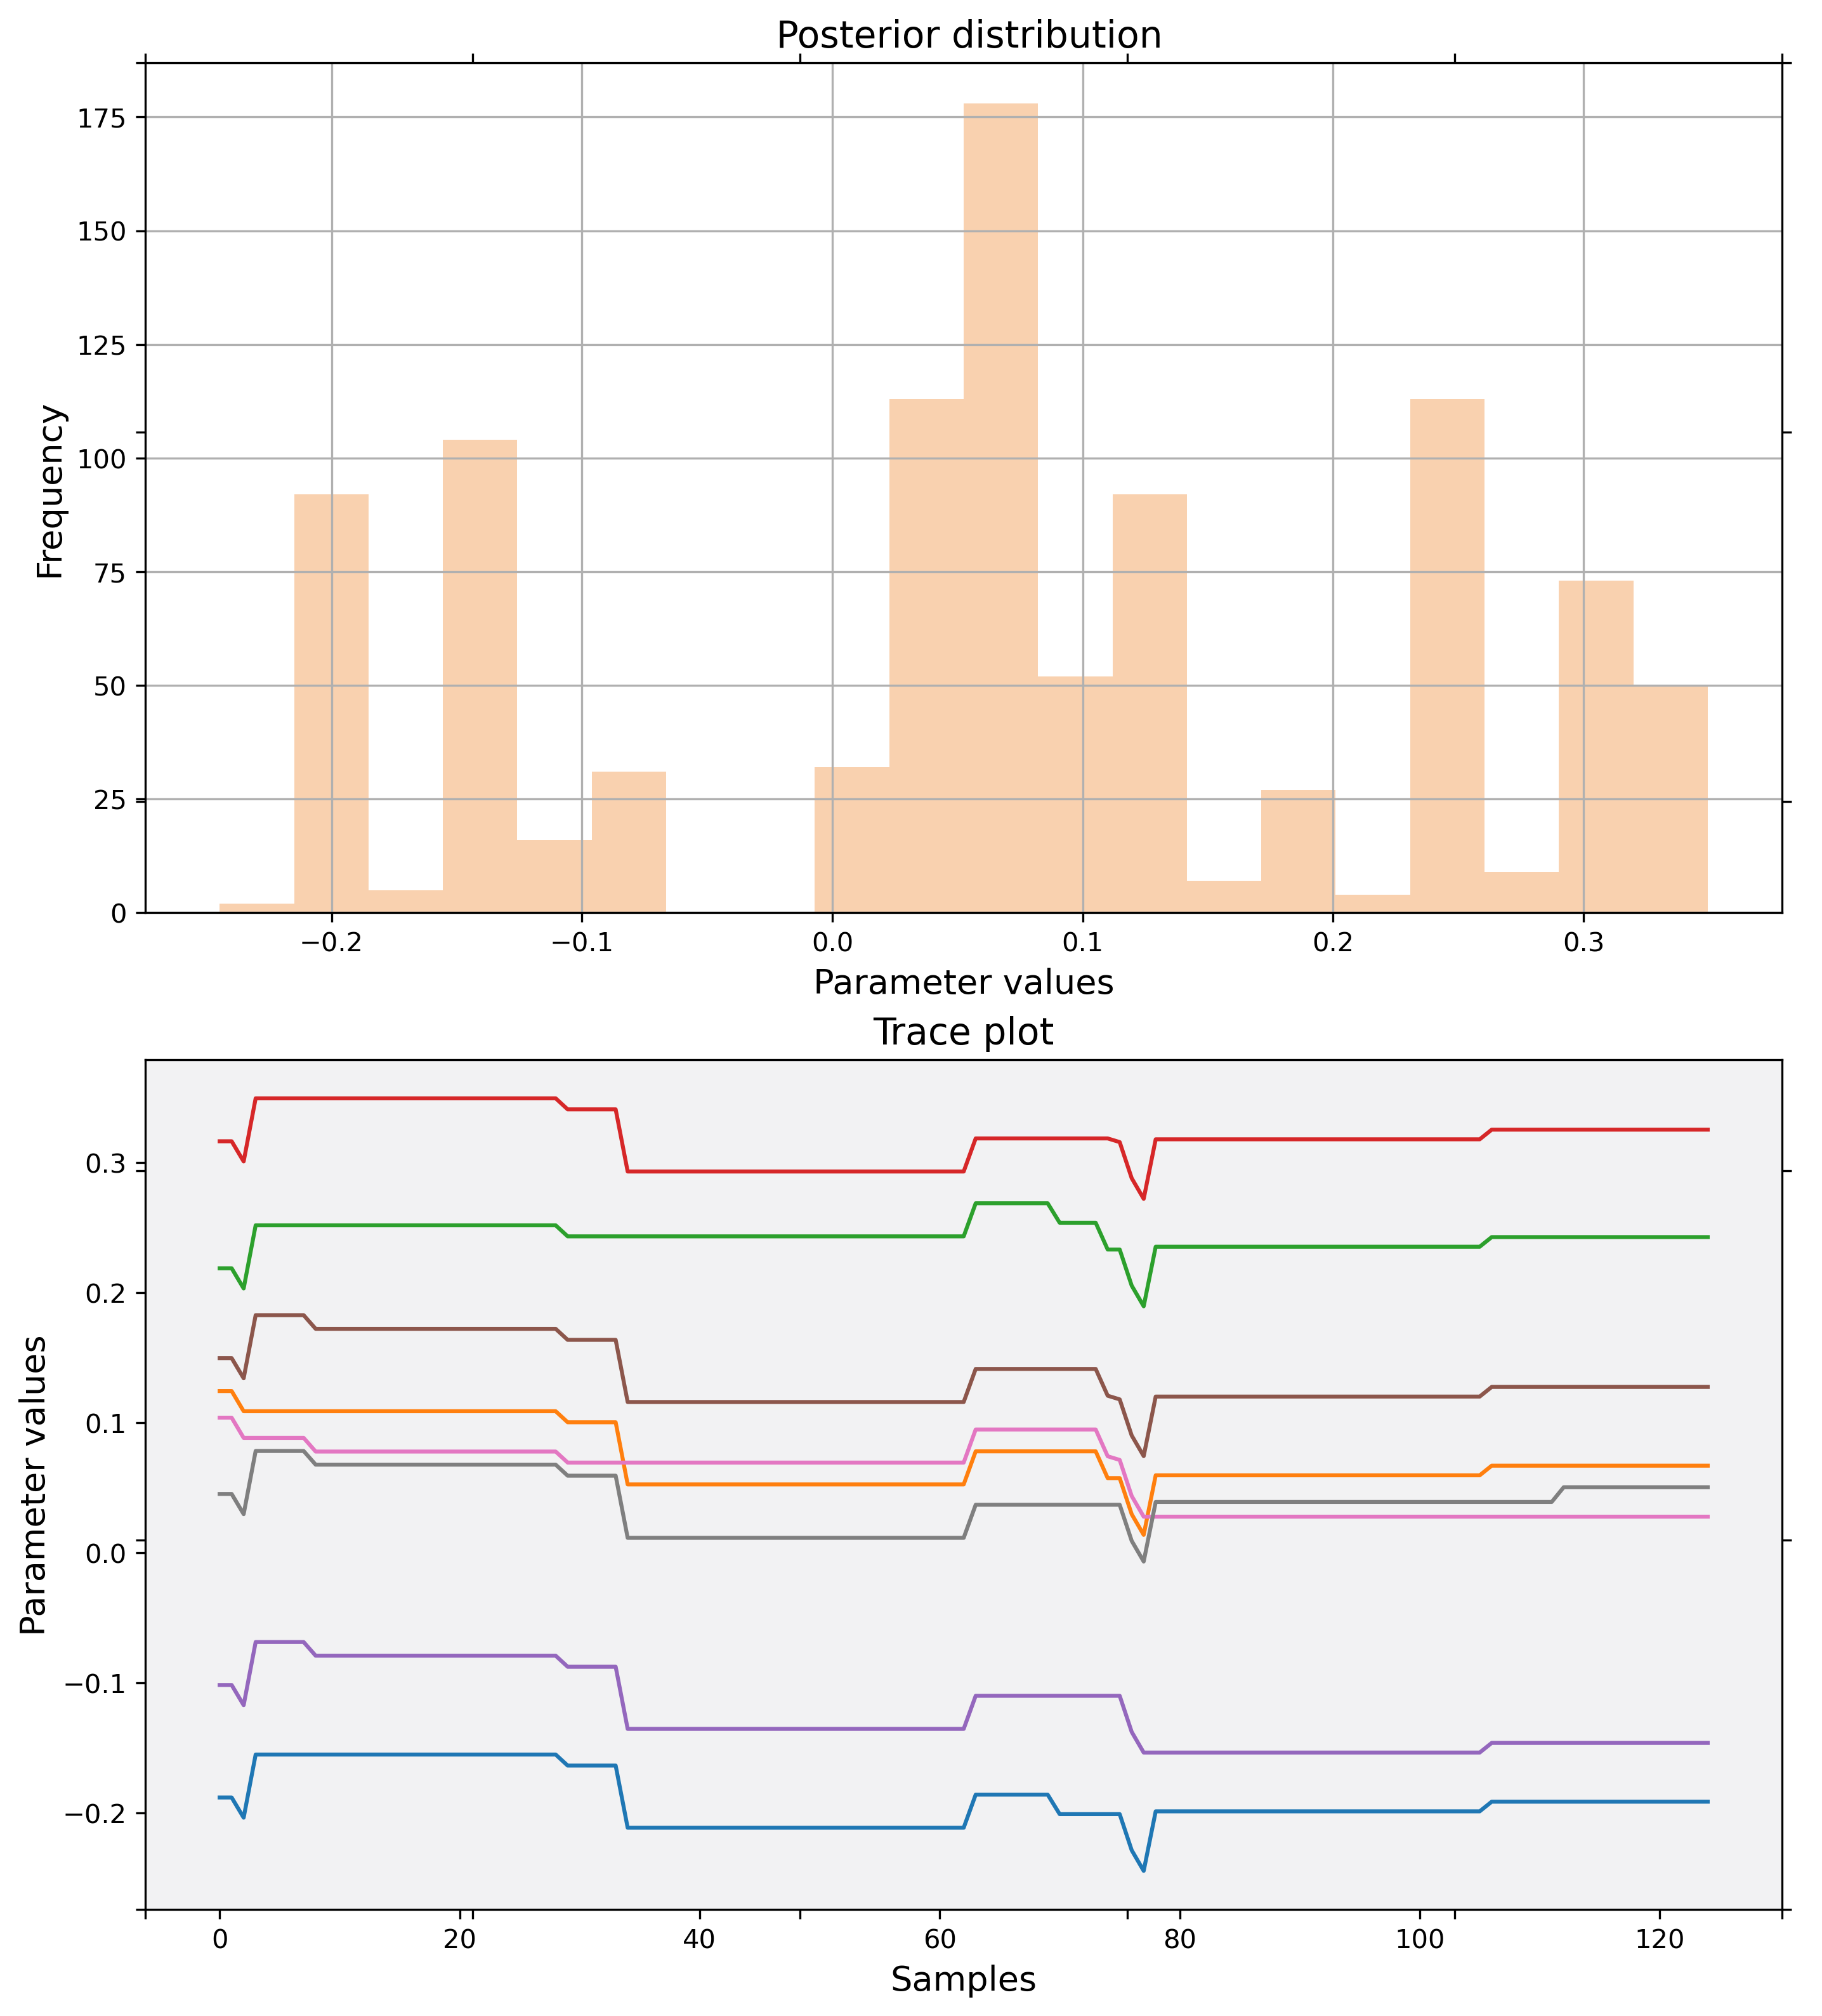 Posterior distribution
175
150
125
100
75
50
25
0
Frequency
−0.2 −0.1 0.0 0.1 0.2 0.3
Parameter values
Trace plot
0.3
0.2
0.1
0.0
−0.1
−0.2
Parameter values
0 20 40 60 80 100 120
Samples